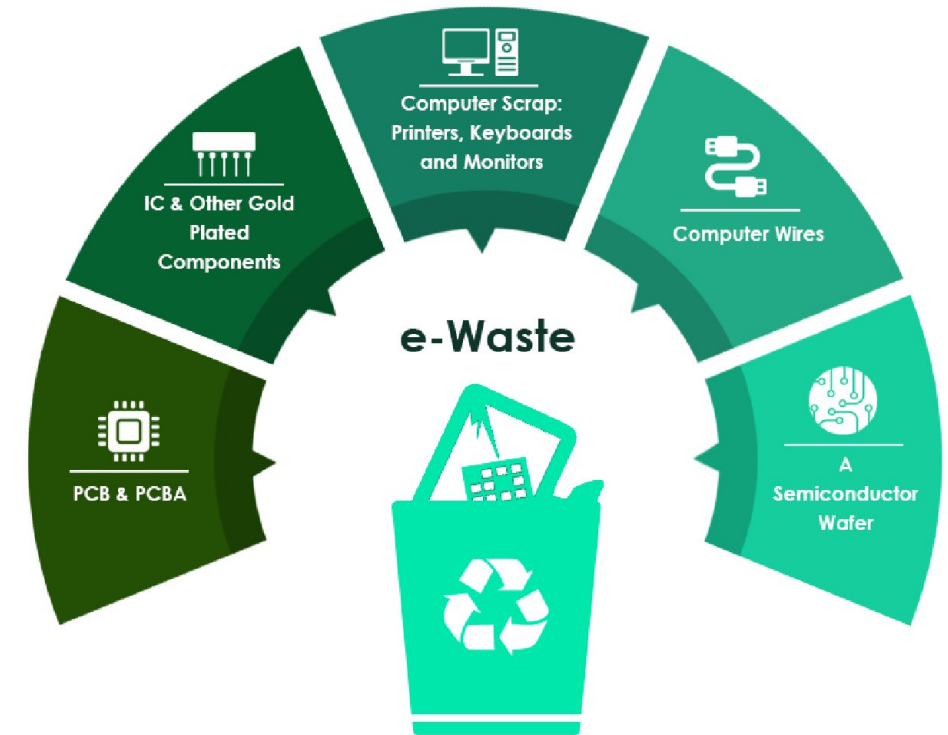 PCB & PCBA
IC & Other Gold
Plated
Components
Computer Scrap:
Printers, Keyboards
and Monitors
Computer Wires
A
Semiconductor
Wafer
e-Waste